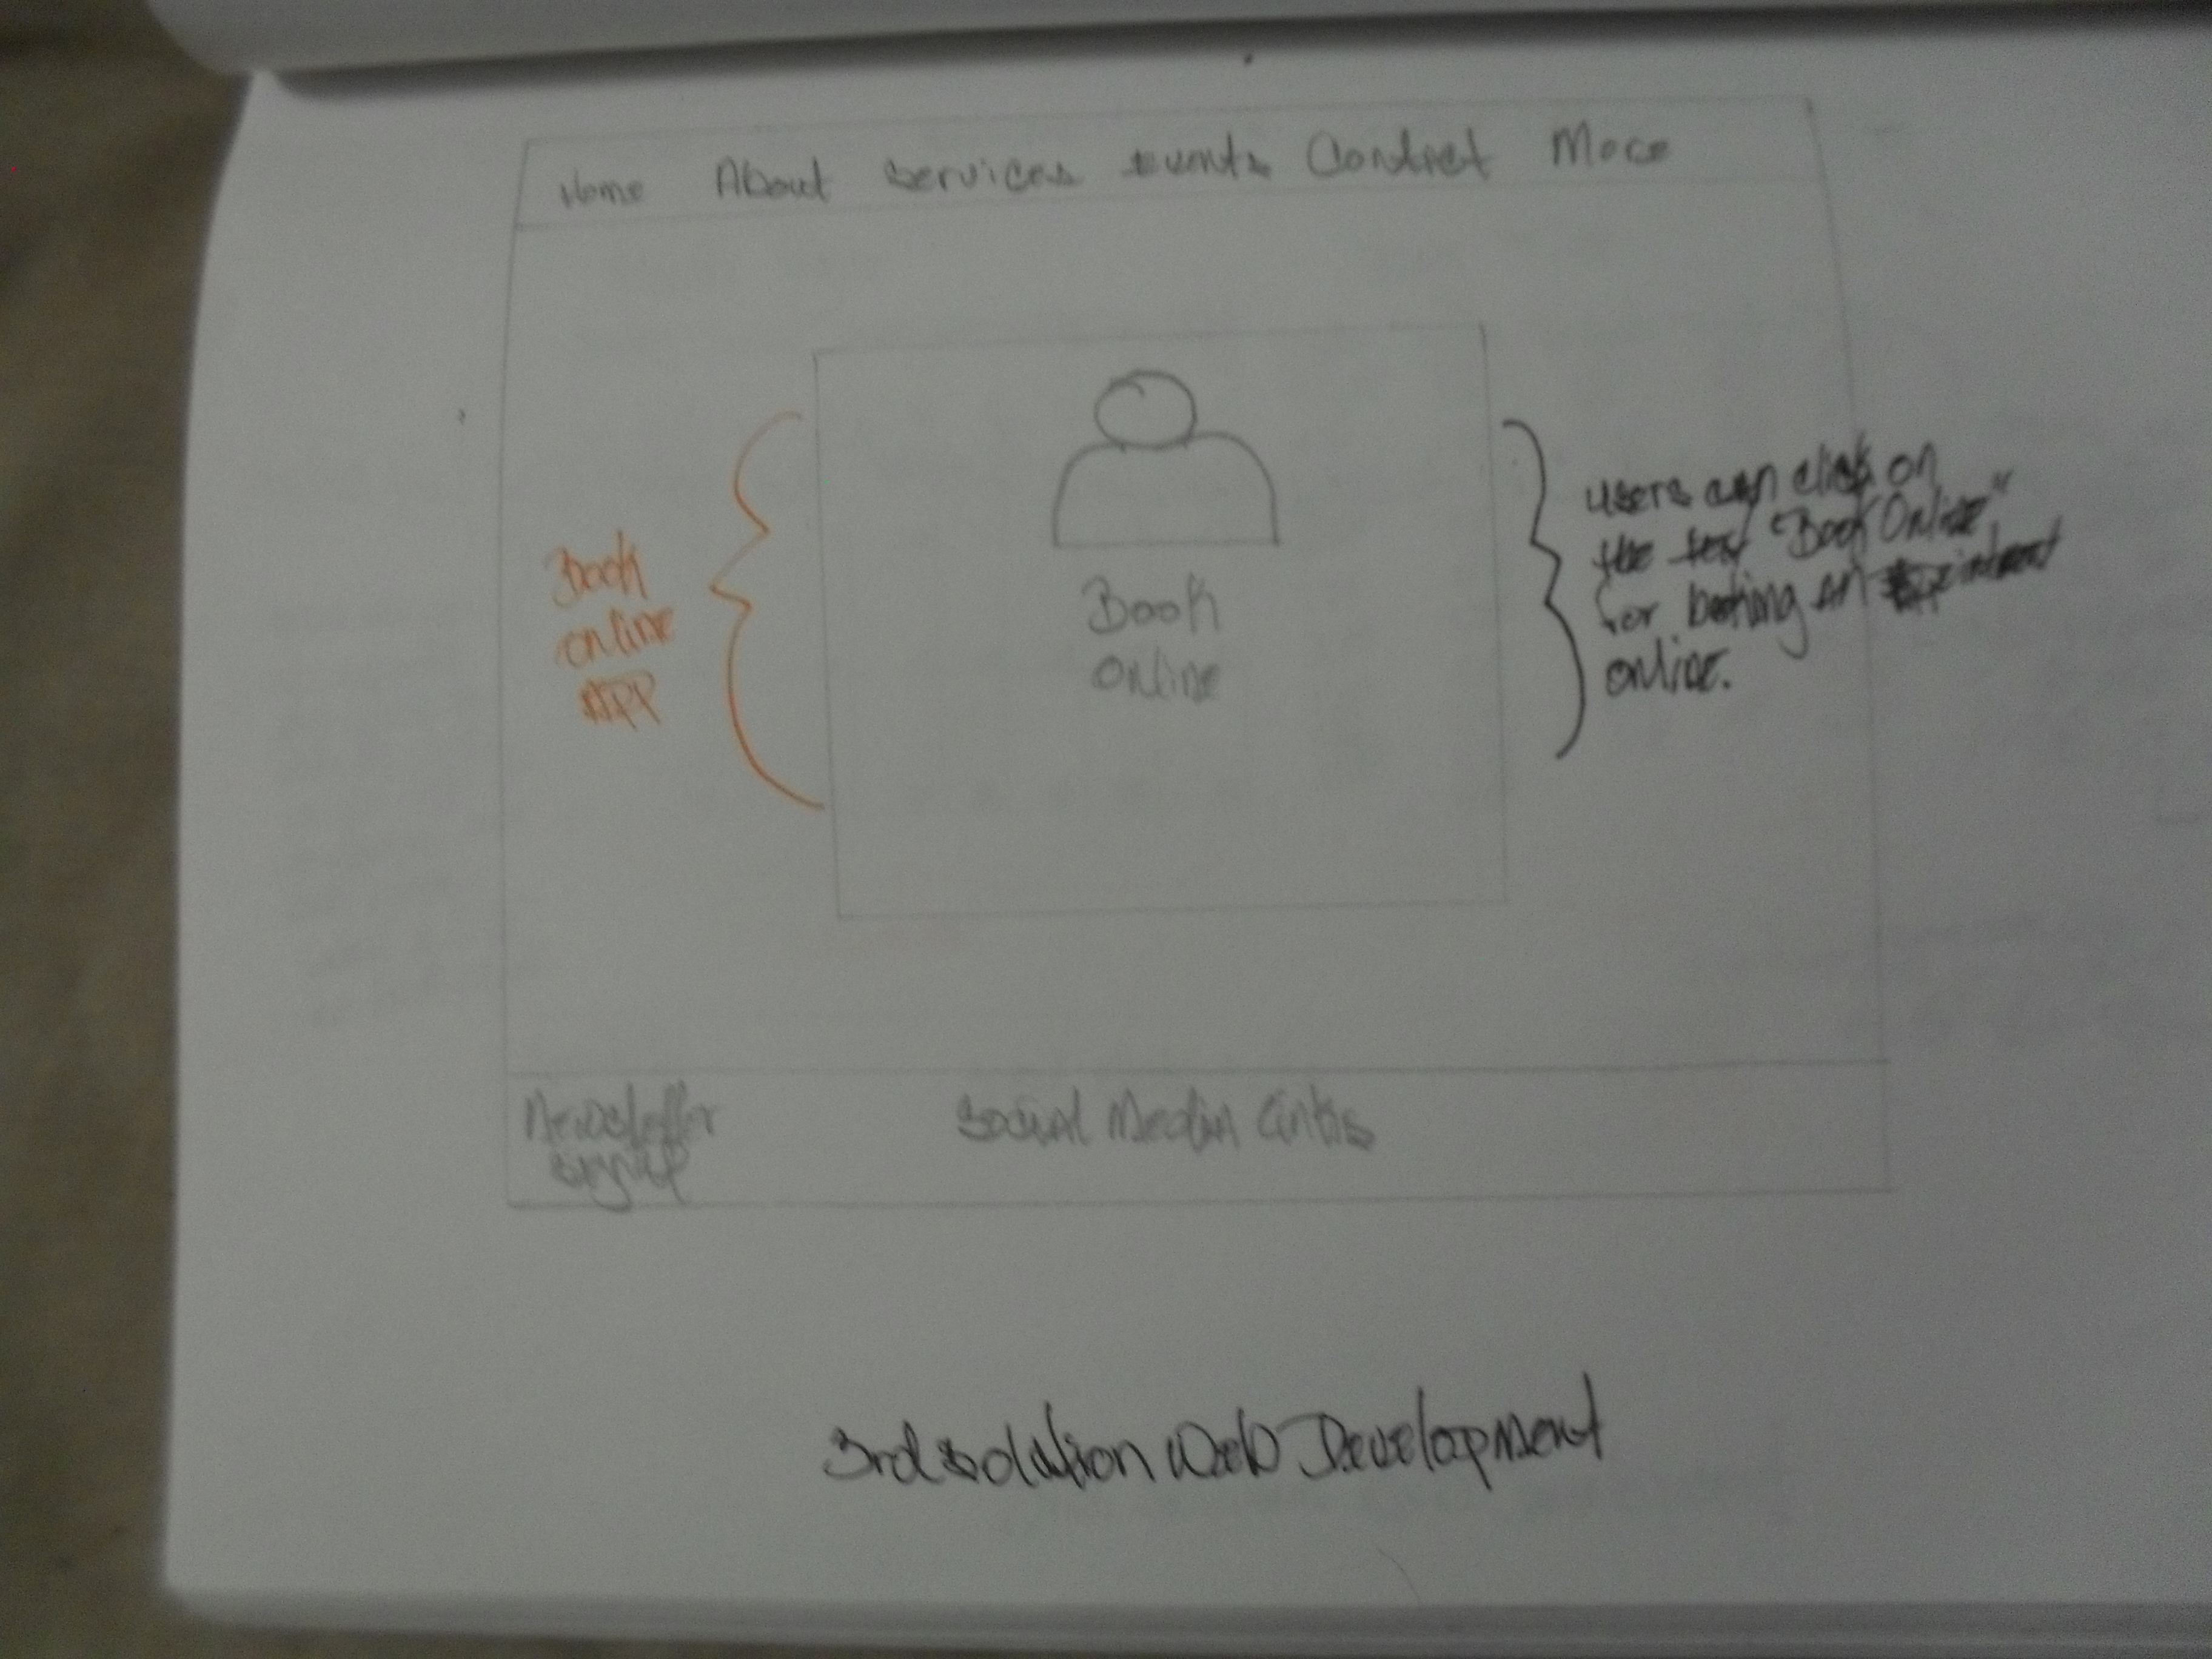 Home About Services Events Contact More
Book
Online
Book
online
APP
users can click on
the text "Book Online"
for booking an appointment
online.
Newsletter
signup
Social Media Links
3rd solution Web Development